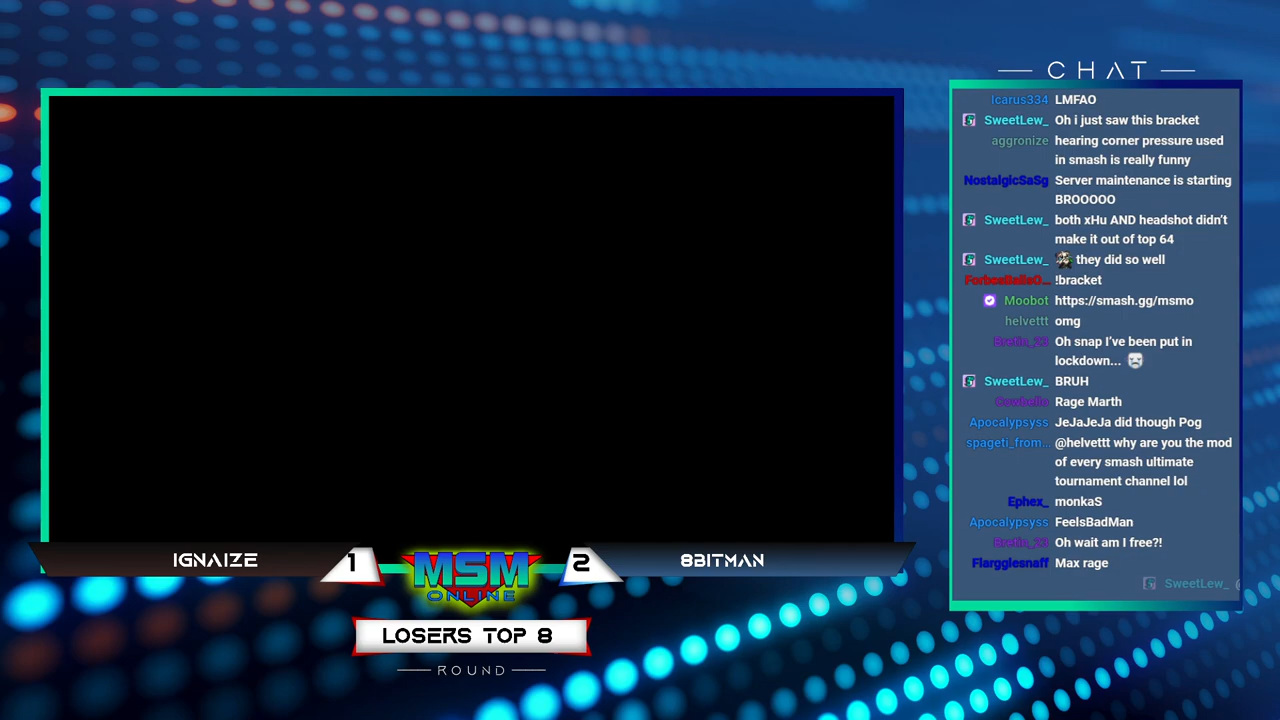 CHAT
Icarus334 LMFAO
SweetLew_ Oh i just saw this bracket
aggronize hearing corner pressure used
in smash is really funny
NostalgicSaSg Server maintenance is starting
BROOOOO
SweetLew_ both xHu AND headshot didn't
make it out of top 64
SweetLew_ they did so well
!bracket
Moobot https://smash.gg/msmo
helvettt omg
Bretin_23 Oh snap I've been put in
lockdown...
SweetLew_ BRUH
Cowbello Rage Marth
Apocalypsyss JeJaJeJa did though Pog
spageti_from... @helvettt why are you the mod
of every smash ultimate
tournament channel lol
Ephex_ monkaS
Apocalypsyss FeelsBadMan
Bretin_23 Oh wait am I free?!
Flargglesnaff Max rage
SweetLew_
IGNAIZE 1 MSM 2 8BITMAN
ONLINE
LOSERS TOP 8
ROUND